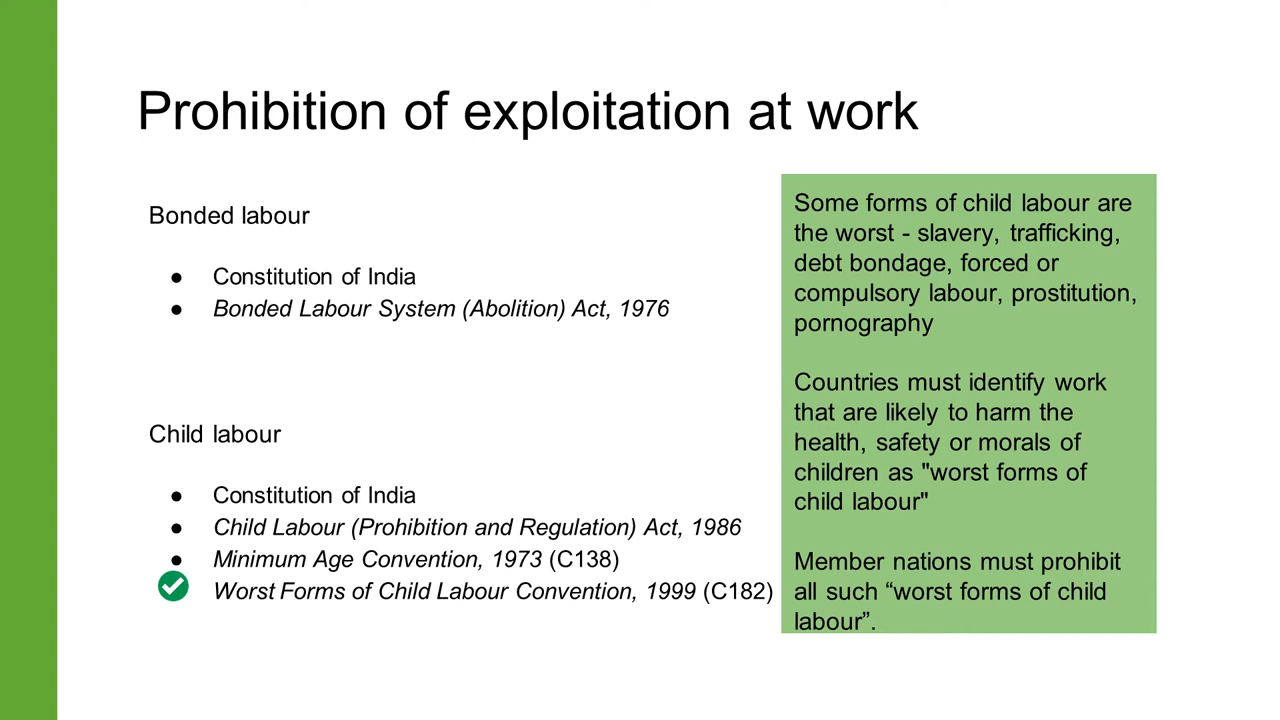 Prohibition of exploitation at work
Bonded labour
● Constitution of India
● Bonded Labour System (Abolition) Act, 1976
Child labour
● Constitution of India
● Child Labour (Prohibition and Regulation) Act, 1986
● Minimum Age Convention, 1973 (C138)
Worst Forms of Child Labour Convention, 1999 (C182)
Some forms of child labour are
the worst - slavery, trafficking,
debt bondage, forced or
compulsory labour, prostitution,
pornography
Countries must identify work
that are likely to harm the
health, safety or morals of
children as "worst forms of
child labour"
Member nations must prohibit
all such “worst forms of child
labour”.